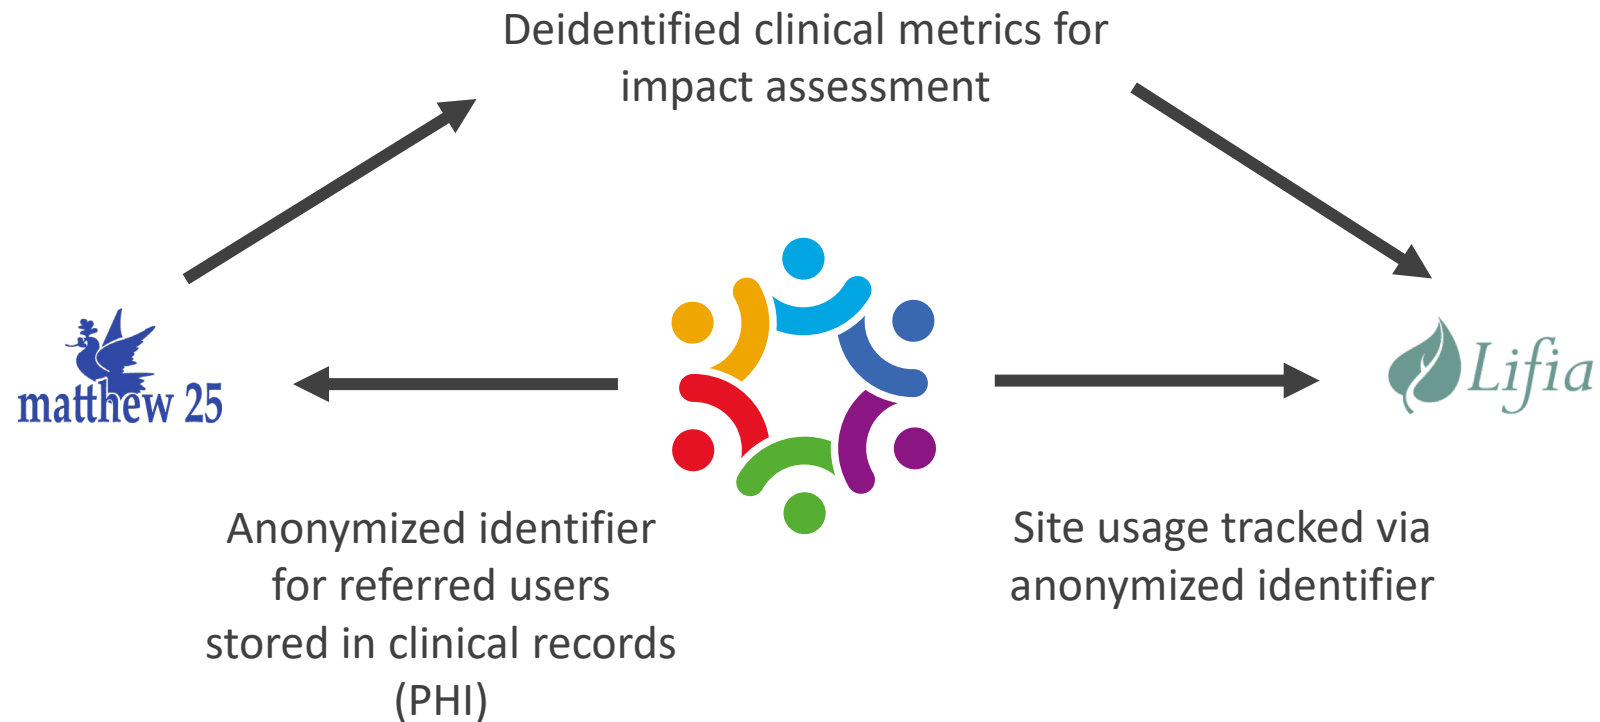 Deidentified clinical metrics for
impact assessment
matthew 25
Lifia
Anonymized identifier
for referred users
stored in clinical records
(PHI)
Site usage tracked via
anonymized identifier